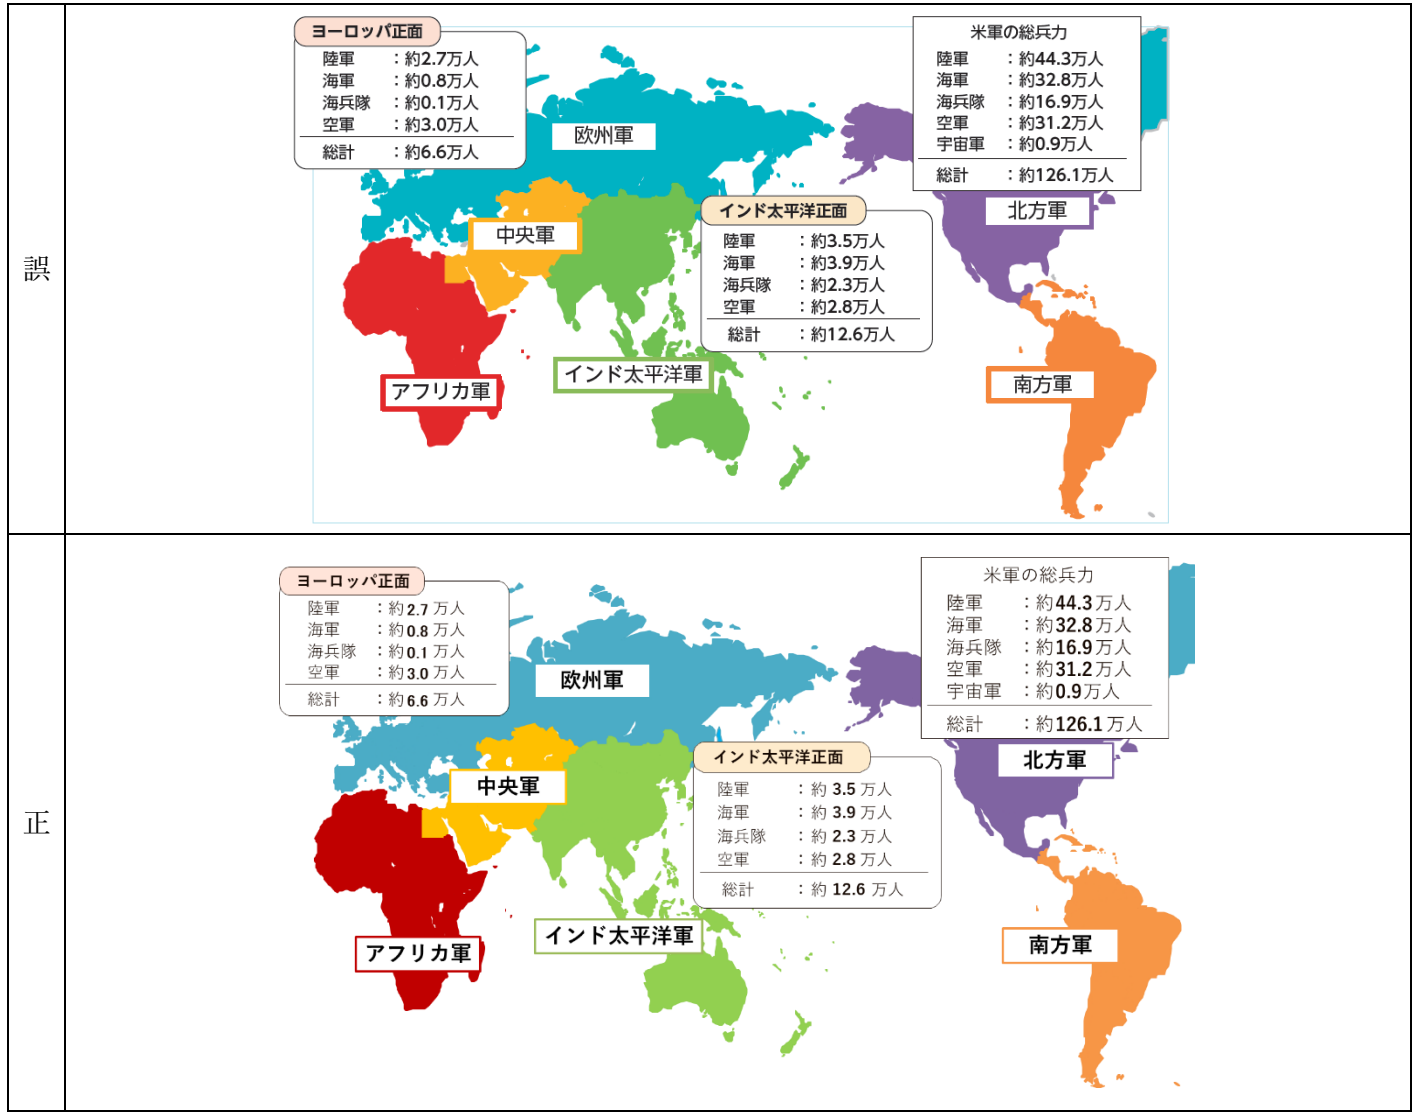 誤
ヨーロッパ正面
陸軍 ：約2.7万人
海軍 ：約0.8万人
海兵隊 ：約0.1万人
空軍 ：約3.0万人
総計 ：約6.6万人
米軍の総兵力
陸軍 ：約44.3万人
海軍 ：約32.8万人
海兵隊 ：約16.9万人
空軍 ：約31.2万人
宇宙軍 ：約0.9万人
総計 ：約126.1万人
欧州軍
中央軍
インド太平洋正面
陸軍 ：約3.5万人
海軍 ：約3.9万人
海兵隊 ：約2.3万人
空軍 ：約2.8万人
総計 ：約12.6万人
北方軍
アフリカ軍
インド太平洋軍
南方軍
正
ヨーロッパ正面
陸軍 ：約2.7万人
海軍 ：約0.8万人
海兵隊 ：約0.1万人
空軍 ：約3.0万人
総計 ：約6.6万人
米軍の総兵力
陸軍 ：約44.3万人
海軍 ：約32.8万人
海兵隊 ：約16.9万人
空軍 ：約31.2万人
宇宙軍 ：約0.9万人
総計 ：約126.1万人
欧州軍
中央軍
インド太平洋正面
陸軍 ：約 3.5 万人
海軍 ：約 3.9 万人
海兵隊 ：約 2.3 万人
空軍 ：約 2.8 万人
総計 ：約 12.6 万人
北方軍
アフリカ軍
インド太平洋軍
南方軍